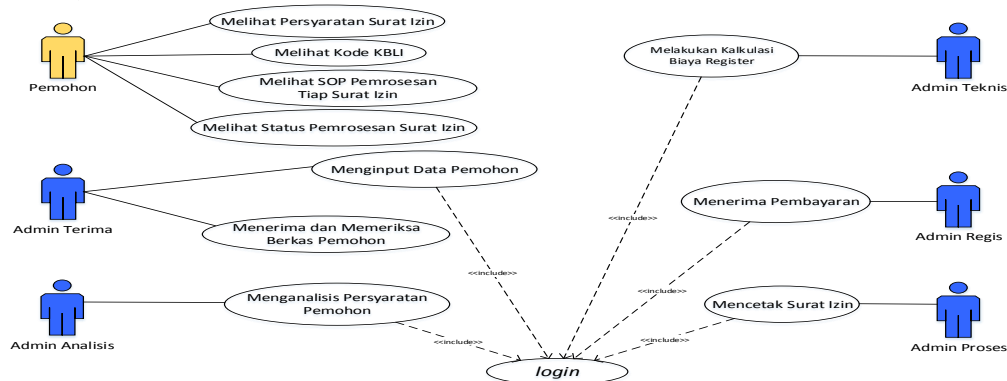 Melihat Persyaratan Surat Izin
Melihat Kode KBLI
Melihat SOP Pemrosesan
Tiap Surat Izin
Melihat Status Pemrosesan Surat Izin
Pemohon
Melakukan Kalkulasi
Biaya Register
Admin Teknis
Menginput Data Pemohon
Menerima dan Memeriksa
Berkas Pemohon
Admin Terima
<<include>>
Menerima Pembayaran
Admin Regis
<<include>>
Menganalisis Persyaratan
Pemohon
Admin Analisis
<<include>>
Mencetak Surat Izin
Admin Proses
<<include>>
<<include>>
login